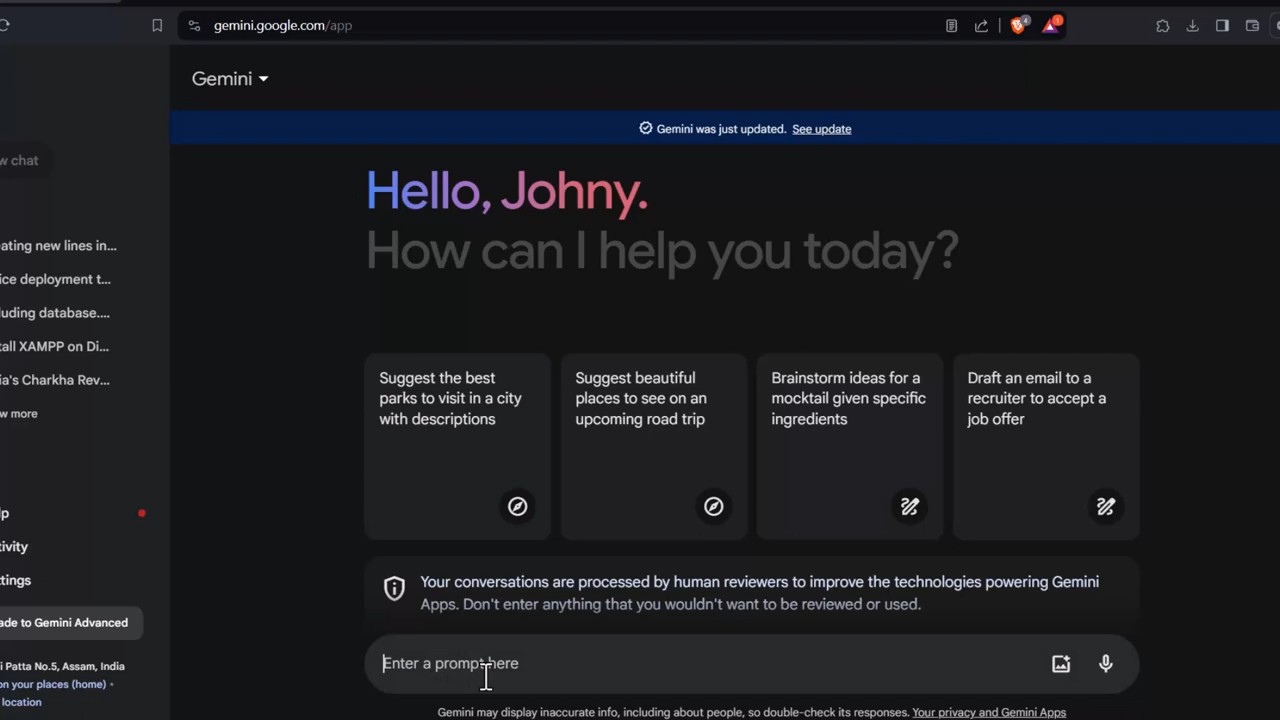 gemini.google.com/app
4
1
Gemini
Gemini was just updated. See update
w chat
Hello, Johny.
How can I help you today?
ating new lines in...
ice deployment t...
luding database....
tall XAMPP on Di...
ia's Charkha Rev...
w more
Suggest the best
parks to visit in a city
with descriptions
Suggest beautiful
places to see on an
upcoming road trip
Brainstorm ideas for a
mocktail given specific
ingredients
Draft an email to a
recruiter to accept a
job offer
lp
tivity
ttings
ade to Gemini Advanced
i Patta No.5, Assam, India
on your places (home) •
location
Your conversations are processed by human reviewers to improve the technologies powering Gemini
Apps. Don't enter anything that you wouldn't want to be reviewed or used.
Enter a prompt here
Gemini may display inaccurate info, including about people, so double-check its responses. Your privacy and Gemini Apps